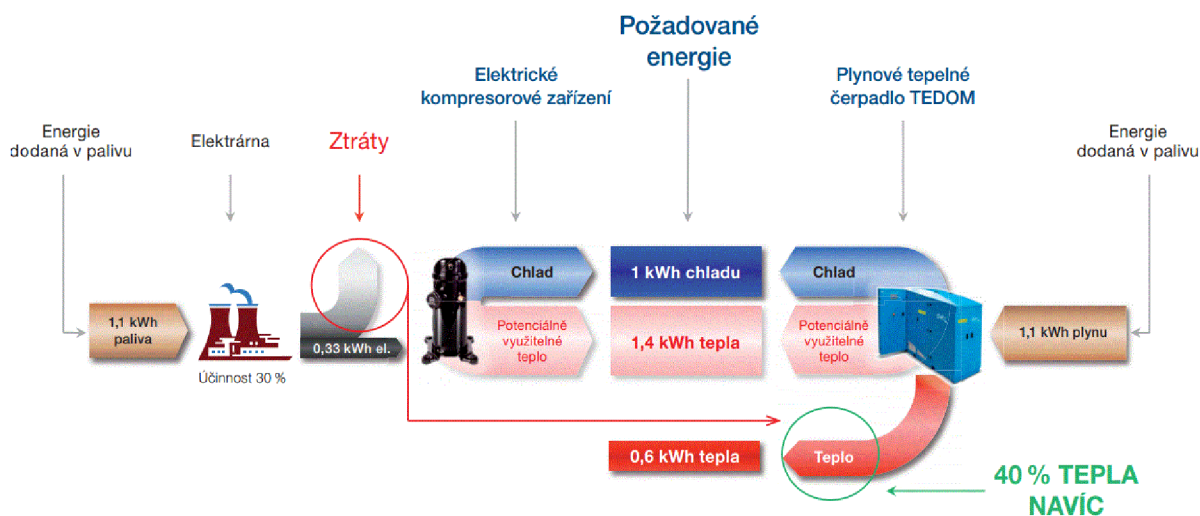 Požadované
energie
Elektrické
kompresorové zařízení
Plynové tepelné
čerpadlo TEDOM
Energie
dodaná v palivu
Elektrárna
Ztráty
Energie
dodaná v palivu
Chlad
1 kWh chladu
Chlad
1,1 kWh
paliva
0,33 kWh el.
Potenciálně
využitelné
teplo
1,4 kWh tepla
Potenciálně
využitelné
teplo
1,1 kWh plynu
Účinnost 30 %
0,6 kWh tepla
Teplo
40 % TEPLA
NAVÍC